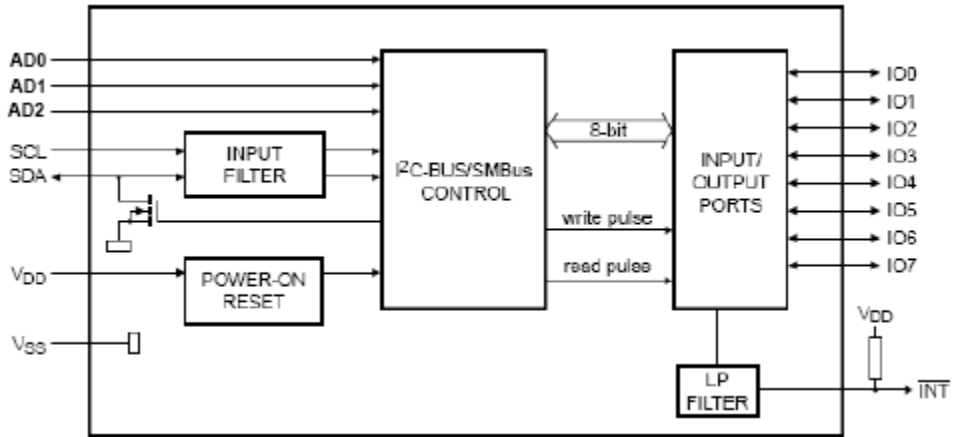 AD0
AD1
AD2
SCL
SDA
VDD
VSS
INPUT
FILTER
POWER-ON
RESET
I²C-BUS/SMBus
CONTROL
8-bit
write pulse
read pulse
INPUT/
OUTPUT
PORTS
LP
FILTER
IO0
IO1
IO2
IO3
IO4
IO5
IO6
IO7
VDD
INT